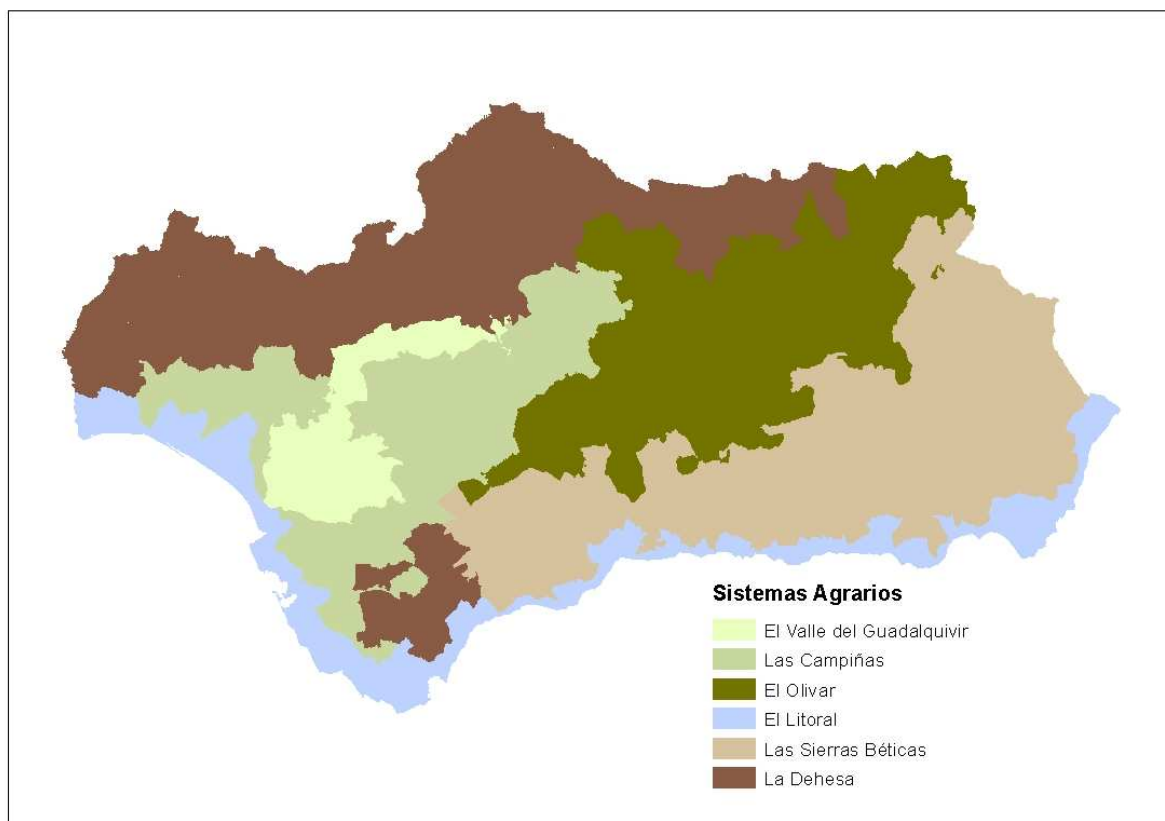 Sistemas Agrarios
El Valle del Guadalquivir
Las Campiñas
El Olivar
El Litoral
Las Sierras Béticas
La Dehesa